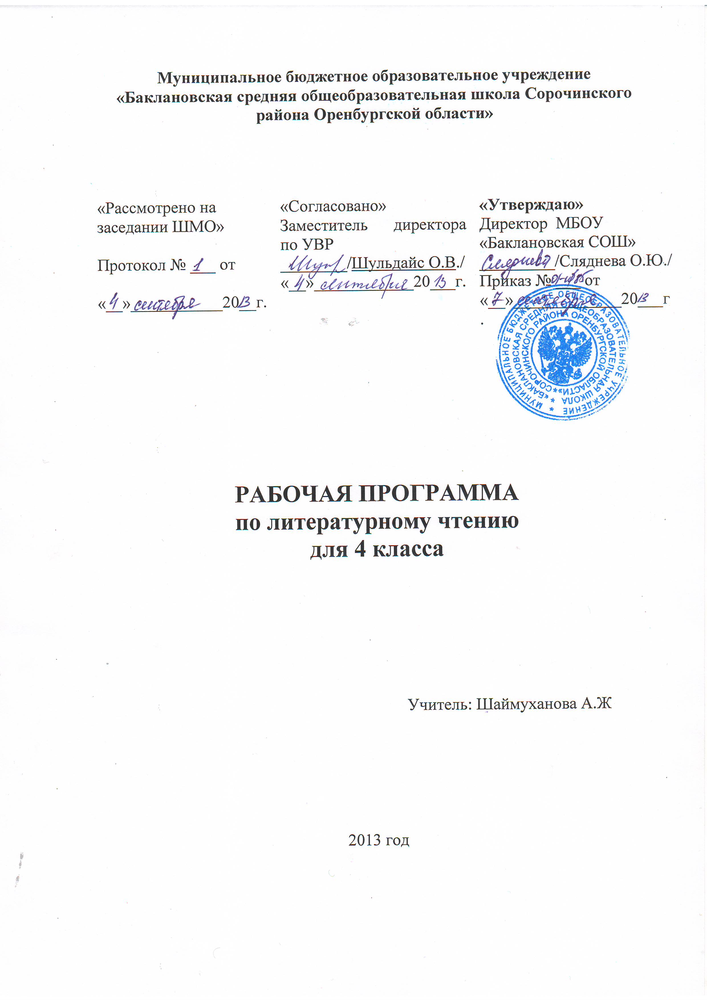 Муниципальное бюджетное образовательное учреждение
«Баклановская средняя общеобразовательная школа Сорочинского
района Оренбургской области»
«Рассмотрено на
заседании ШМО»
Протокол № 1 от
«4» сентября 2013 г.
«Согласовано»
Заместитель директора
по УВР
/Шульдайс О.В./
«4» сентября 2013 г.
«Утверждаю»
Директор МБОУ
«Баклановская СОШ»
/Сляднева О.Ю./
Приказ № от
«7» сентября 2013 г
.
МУНИЦИПАЛЬНОЕ БЮДЖЕТНОЕ ОБЩЕОБРАЗОВАТЕЛЬНОЕ УЧРЕЖДЕНИЕ *
«БАКЛАНОВСКАЯ СРЕДНЯЯ ОБЩЕОБРАЗОВАТЕЛЬНАЯ ШКОЛА *
СОРОЧИНСКОГО РАЙОНА ОРЕНБУРГСКОЙ ОБЛАСТИ» *
РАБОЧАЯ ПРОГРАММА
по литературному чтению
для 4 класса
Учитель: Шаймуханова А.Ж
2013 год